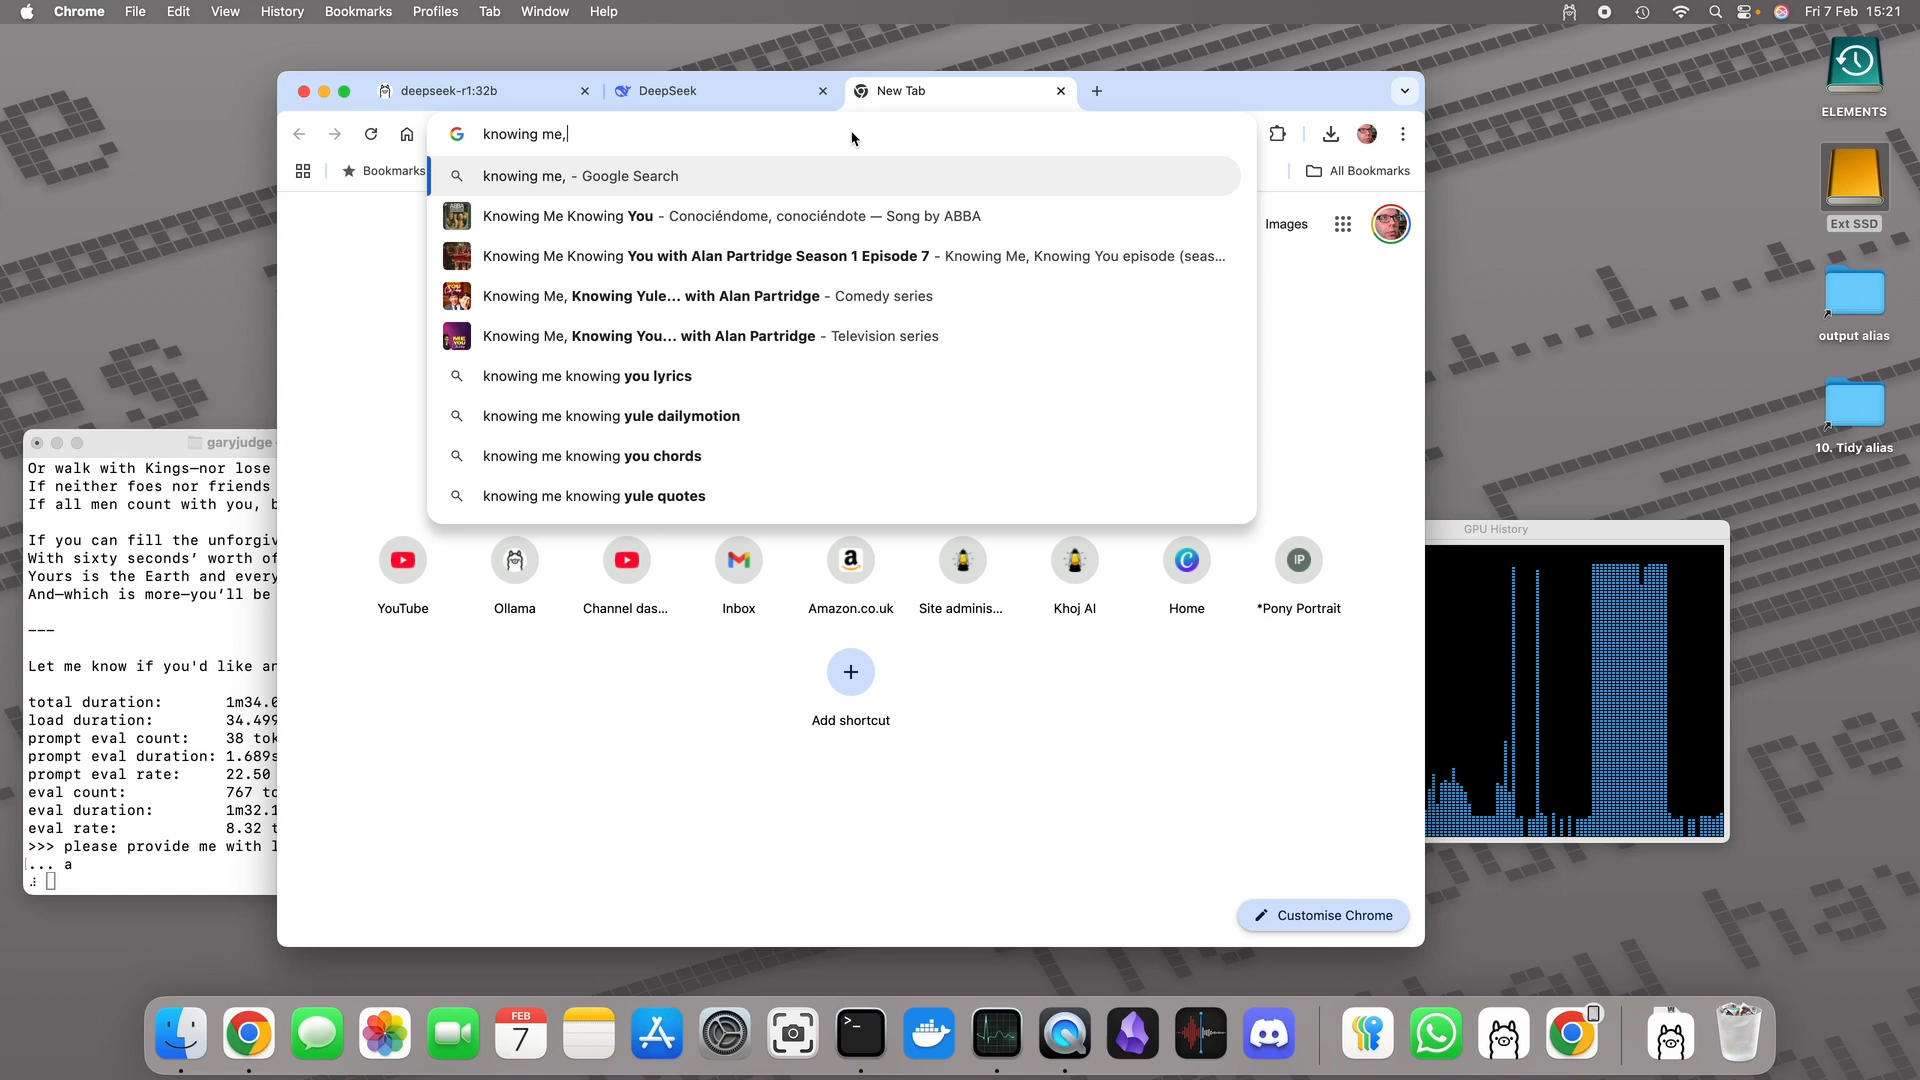 Chrome File Edit View History Bookmarks Profiles Tab Window Help
Fri 7 Feb 15:21
deepseek-r1:32b
DeepSeek
New Tab
knowing me,
Bookmarks
All Bookmarks
knowing me, - Google Search
Knowing Me Knowing You - Conociéndome, conociéndote — Song by ABBA
Knowing Me Knowing You with Alan Partridge Season 1 Episode 7 - Knowing Me, Knowing You episode (seas...
Knowing Me, Knowing Yule... with Alan Partridge - Comedy series
Knowing Me, Knowing You... with Alan Partridge - Television series
knowing me knowing you lyrics
knowing me knowing yule dailymotion
knowing me knowing you chords
knowing me knowing yule quotes
Images
YouTube
Ollama
Channel das...
Inbox
Amazon.co.uk
Site adminis...
Khoj AI
Home
IP
*Pony Portrait
Add shortcut
Customise Chrome
garyjudge
Or walk with Kings—nor lose
If neither foes nor friends
If all men count with you,
If you can fill the unforgiv
With sixty seconds’ worth of
Yours is the Earth and every
And—which is more—you’ll be
---
Let me know if you'd like an
total duration: 1m34.0
load duration: 34.499
prompt eval count: 38 tok
prompt eval duration: 1.689s
prompt eval rate: 22.50
eval count: 767 to
eval duration: 1m32.1
eval rate: 8.32 t
>>> please provide me with l
... a
GPU History
ELEMENTS
Ext SSD
output alias
10. Tidy alias
FEB
7